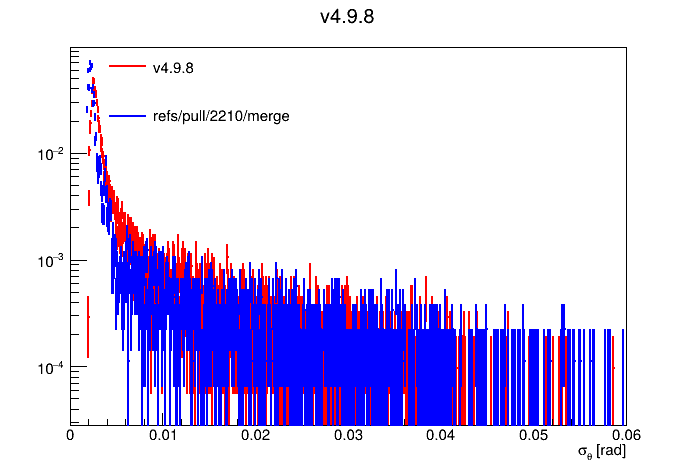 v4.9.8
v4.9.8
refs/pull/2210/merge
10⁻²
10⁻³
10⁻⁴
0 0.01 0.02 0.03 0.04 0.05 0.06
σ_θ [rad]